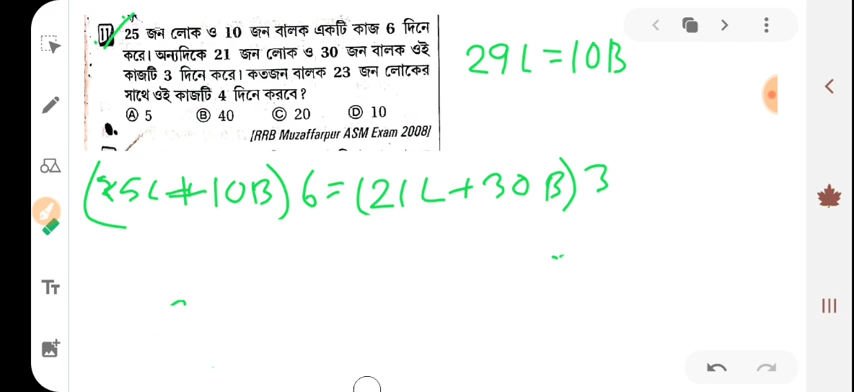 11 25 জন লোক ও 10 জন বালক একটি কাজ 6 দিনে
করে। অন্যদিকে 21 জন লোক ও 30 জন বালক ওই
কাজটি 3 দিনে করে। কতজন বালক 23 জন লোকের
সাথে ওই কাজটি 4 দিনে করবে?
Ⓐ 5 Ⓑ 40 Ⓒ 20 Ⓓ 10
[RRB Muzaffarpur ASM Exam 2008]
29L=10B
(25L+10B)6=(21L+30B)3
Tт